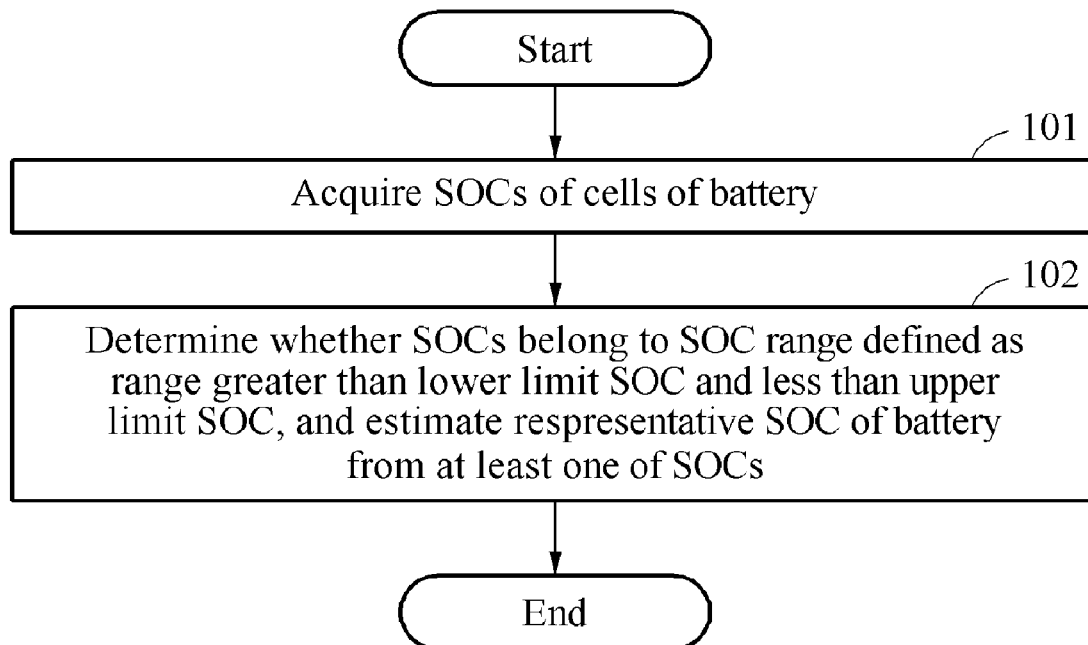 Start
101
Acquire SOCs of cells of battery
102
Determine whether SOCs belong to SOC range defined as
range greater than lower limit SOC and less than upper
limit SOC, and estimate respresentative SOC of battery
from at least one of SOCs
End